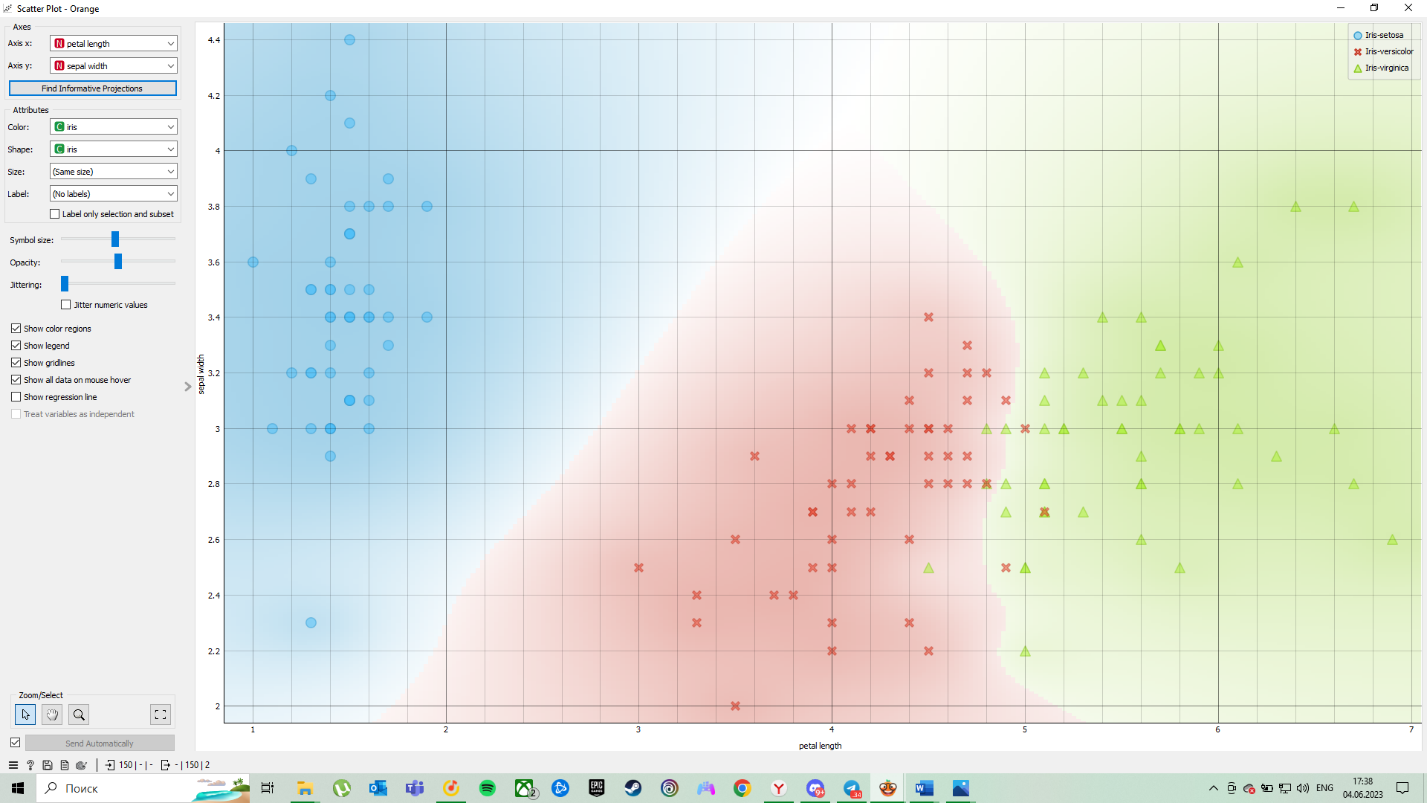 Scatter Plot - Orange
Axes
Axis x: N petal length
Axis y: N sepal width
Find Informative Projections
Attributes
Color: C iris
Shape: C iris
Size: (Same size)
Label: (No labels)
Label only selection and subset
Symbol size:
Opacity:
Jittering:
Jitter numeric values
Show color regions
Show legend
Show gridlines
Show all data on mouse hover
Show regression line
Treat variables as independent
Zoom/Select
Send Automatically
150 | - | - - | 150 | 2
4.4
4.2
4
3.8
3.6
3.4
3.2
3
2.8
2.6
2.4
2.2
2
sepal width
1 2 3 4 5 6 7
petal length
Iris-setosa
Iris-versicolor
Iris-virginica
Поиск
2
EPIC GAMES
9+
34
ENG
17:38
04.06.2023